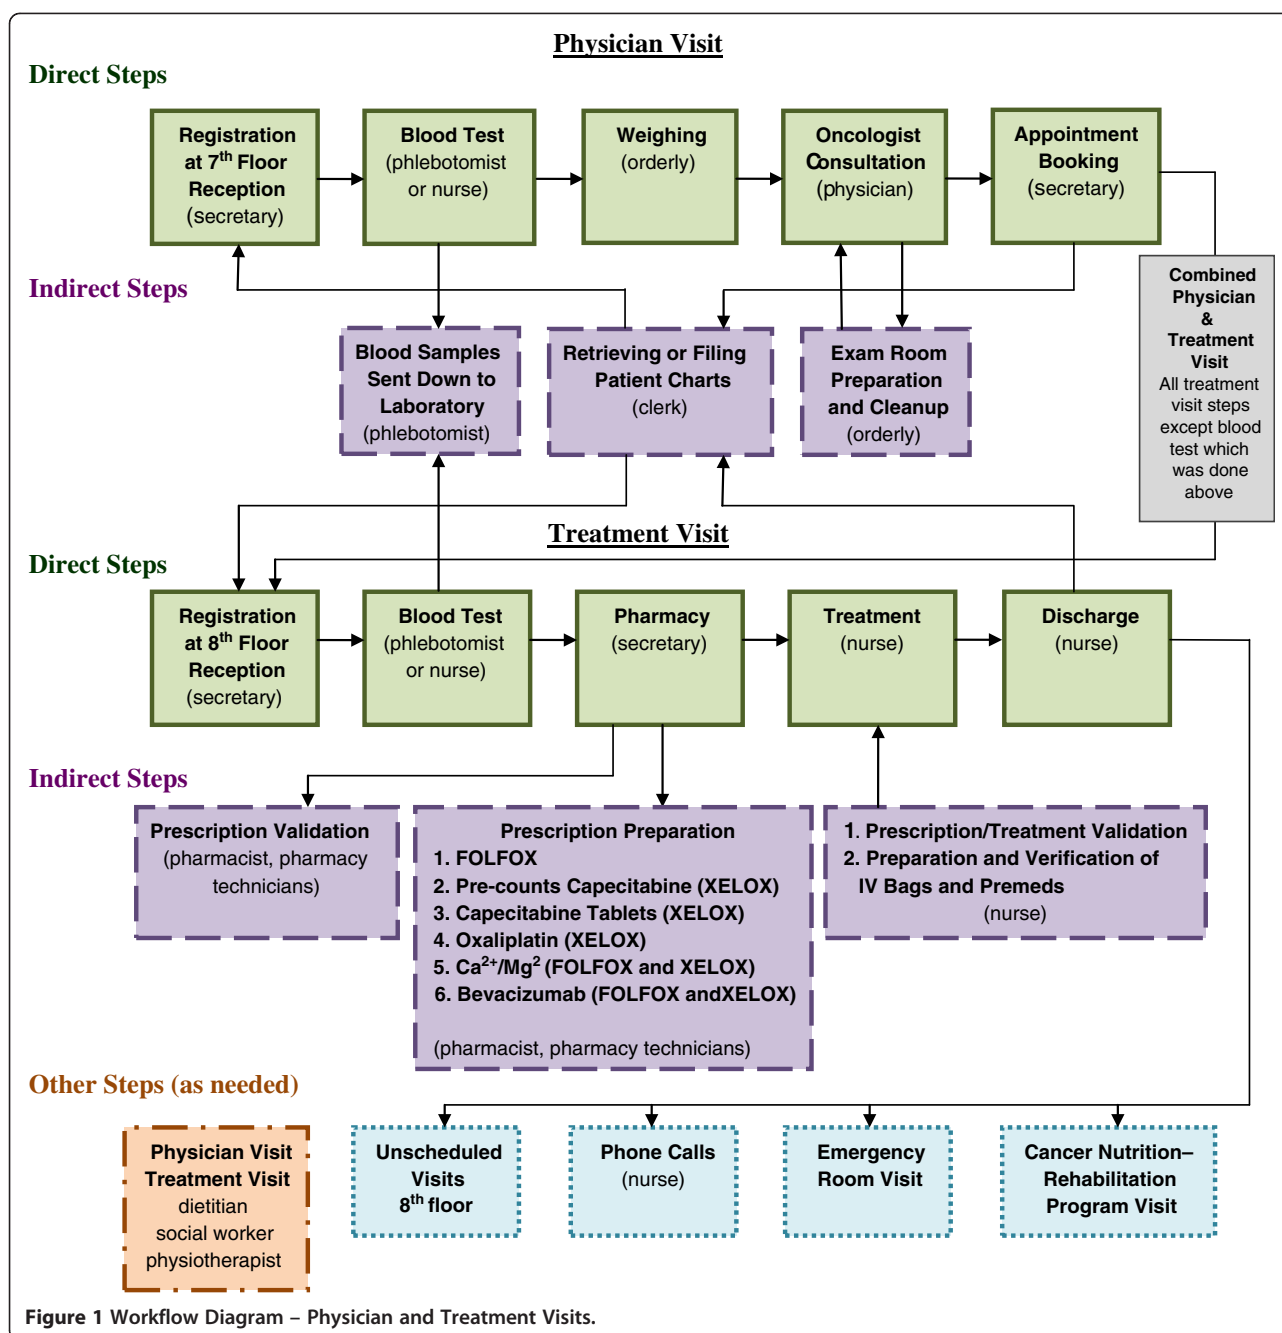 Physician Visit
Direct Steps
Registration
at 7th Floor
Reception
(secretary)
Blood Test
(phlebotomist
or nurse)
Weighing
(orderly)
Oncologist
Consultation
(physician)
Appointment
Booking
(secretary)
Combined
Physician
&
Treatment
Visit
All treatment
visit steps
except blood
test which
was done
above
Indirect Steps
Blood Samples
Sent Down to
Laboratory
(phlebotomist)
Retrieving or Filing
Patient Charts
(clerk)
Exam Room
Preparation
and Cleanup
(orderly)
Treatment Visit
Direct Steps
Registration
at 8th Floor
Reception
(secretary)
Blood Test
(phlebotomist
or nurse)
Pharmacy
(secretary)
Treatment
(nurse)
Discharge
(nurse)
Indirect Steps
Prescription Validation
(pharmacist, pharmacy
technicians)
Prescription Preparation
1. FOLFOX
2. Pre-counts Capecitabine (XELOX)
3. Capecitabine Tablets (XELOX)
4. Oxaliplatin (XELOX)
5. Ca2+/Mg2 (FOLFOX and XELOX)
6. Bevacizumab (FOLFOX andXELOX)
(pharmacist, pharmacy technicians)
1. Prescription/Treatment Validation
2. Preparation and Verification of
IV Bags and Premeds
(nurse)
Other Steps (as needed)
Physician Visit
Treatment Visit
dietitian
social worker
physiotherapist
Unscheduled
Visits
8th floor
Phone Calls
(nurse)
Emergency
Room Visit
Cancer Nutrition–
Rehabilitation
Program Visit
Figure 1 Workflow Diagram – Physician and Treatment Visits.